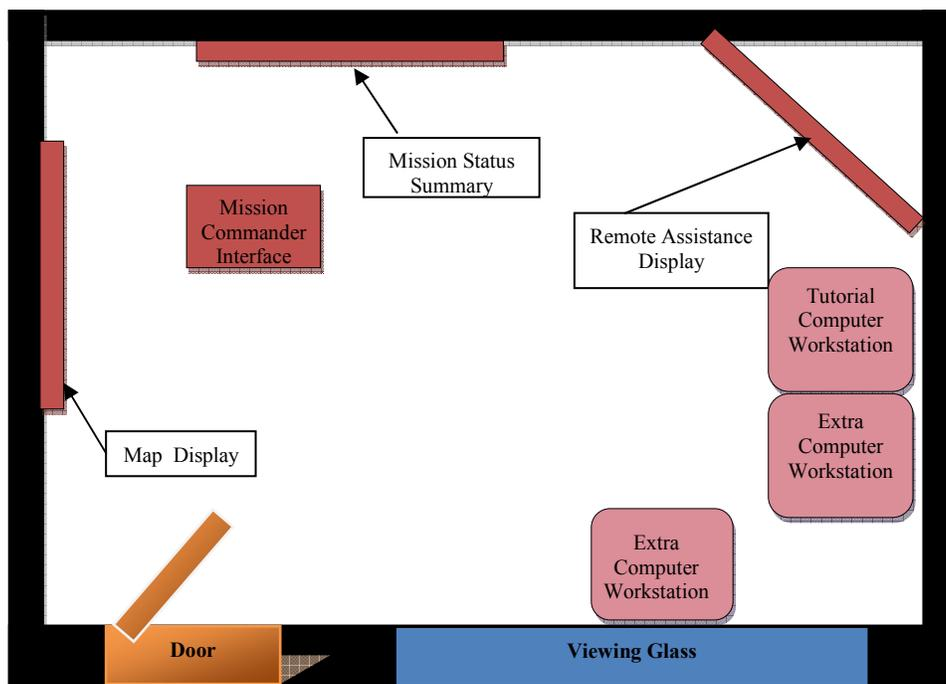 Mission Status
Summary
Mission
Commander
Interface
Remote Assistance
Display
Tutorial
Computer
Workstation
Extra
Computer
Workstation
Map Display
Extra
Computer
Workstation
Door
Viewing Glass